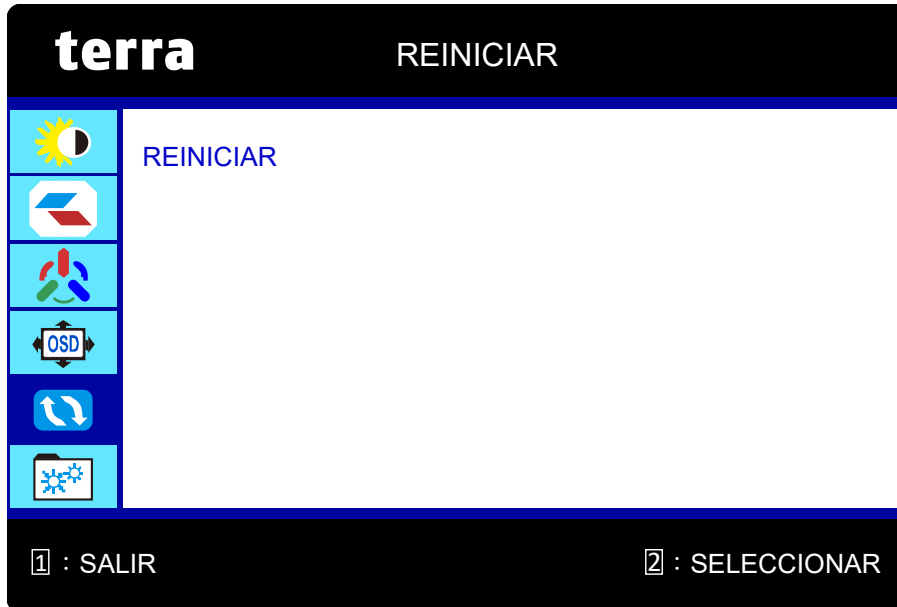 terra
REINICIAR
REINICIAR
OSD
1 : SALIR
2 : SELECCIONAR